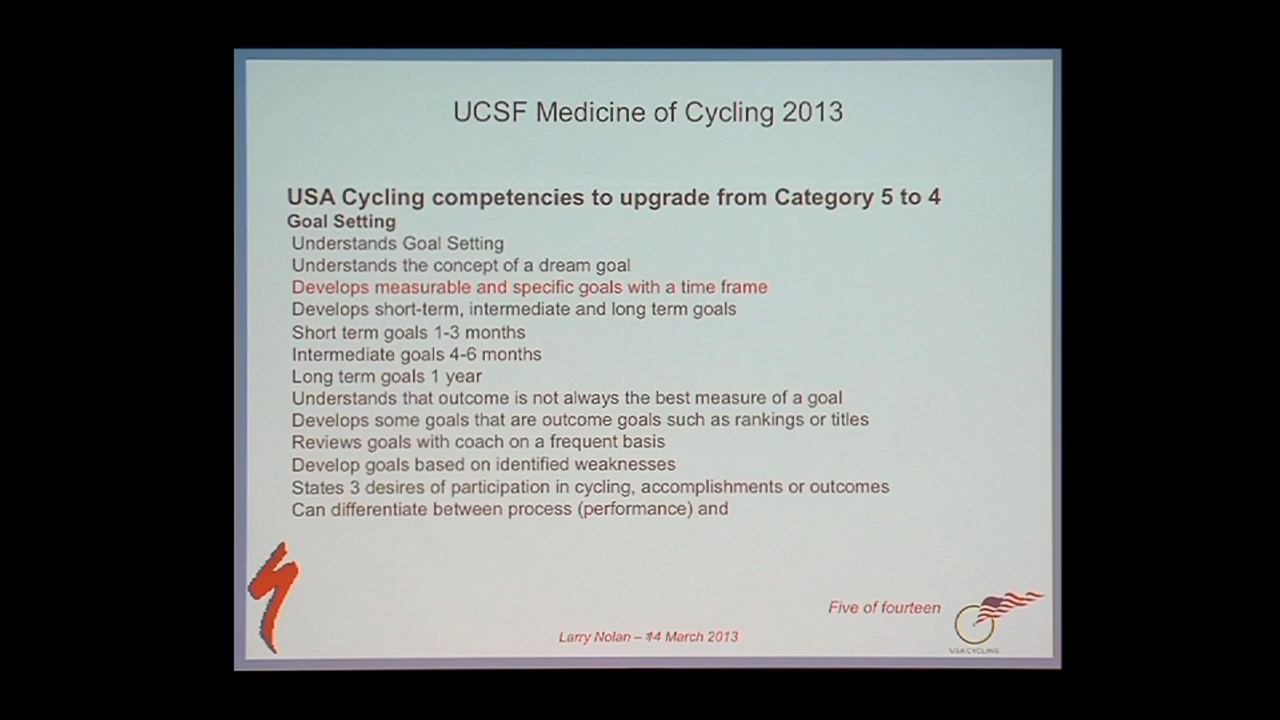 UCSF Medicine of Cycling 2013
USA Cycling competencies to upgrade from Category 5 to 4
Goal Setting
Understands Goal Setting
Understands the concept of a dream goal
Develops measurable and specific goals with a time frame
Develops short-term, intermediate and long term goals
Short term goals 1-3 months
Intermediate goals 4-6 months
Long term goals 1 year
Understands that outcome is not always the best measure of a goal
Develops some goals that are outcome goals such as rankings or titles
Reviews goals with coach on a frequent basis
Develop goals based on identified weaknesses
States 3 desires of participation in cycling, accomplishments or outcomes
Can differentiate between process (performance) and
Five of fourteen
Larry Nolan – 14 March 2013
USA CYCLING